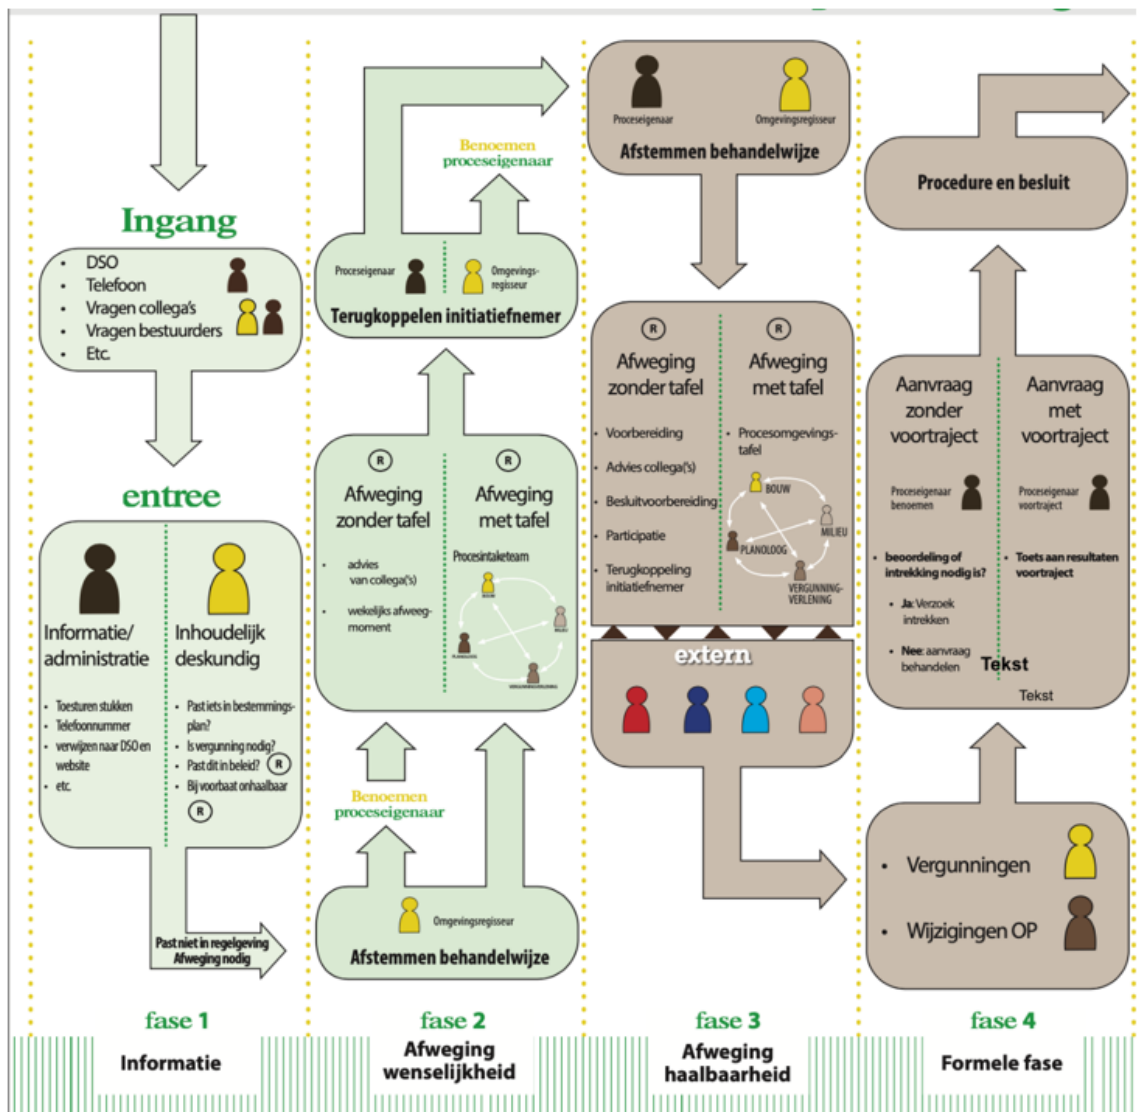 Ingang
• DSO
• Telefoon
• Vragen collega's
• Vragen bestuurders
• Etc.
entree
Informatie/
administratie
• Toesturen stukken
• Telefoonnummer
• verwijzen naar DSO en
website
• etc.
Inhoudelijk
deskundig
• Past iets in bestemmings-
plan?
• Is vergunning nodig?
• Past dit in beleid? R
• Bij voorbaat onhaalbaar
R
Past niet in regelgeving
Afweging nodig
fase 1
Informatie
Benoemen
proceseigenaar
Proceseigenaar
Omgevings-
regisseur
Terugkoppelen initiatiefnemer
R
Afweging
zonder tafel
• advies
van collega('s)
• wekelijks afweeg-
moment
R
Afweging
met tafel
Procesintaketeam
BOUW
MILIEU
PLANOLOOG
VERGUNNINGVERLENING
Benoemen
proceseigenaar
Omgevingsregisseur
Afstemmen behandelwijze
fase 2
Afweging
wenselijkheid
Proceseigenaar
Omgevingsregisseur
Afstemmen behandelwijze
R
Afweging
zonder tafel
• Voorbereiding
• Advies collega('s)
• Besluitvoorbereiding
• Participatie
• Terugkoppeling
initiatiefnemer
R
Afweging
met tafel
• Procesomgevings-
tafel
BOUW
MILIEU
PLANOLOOG
VERGUNNING-
VERLENING
extern
fase 3
Afweging
haalbaarheid
Procedure en besluit
Aanvraag
zonder
voortraject
Proceseigenaar
benoemen
• beoordeling of
intrekking nodig is?
• Ja: Verzoek
intrekken
• Nee: aanvraag
behandelen
Aanvraag
met
voortraject
Proceseigenaar
voortraject
• Toets aan resultaten
voortraject
Tekst
Tekst
• Vergunningen
• Wijzigingen OP
fase 4
Formele fase